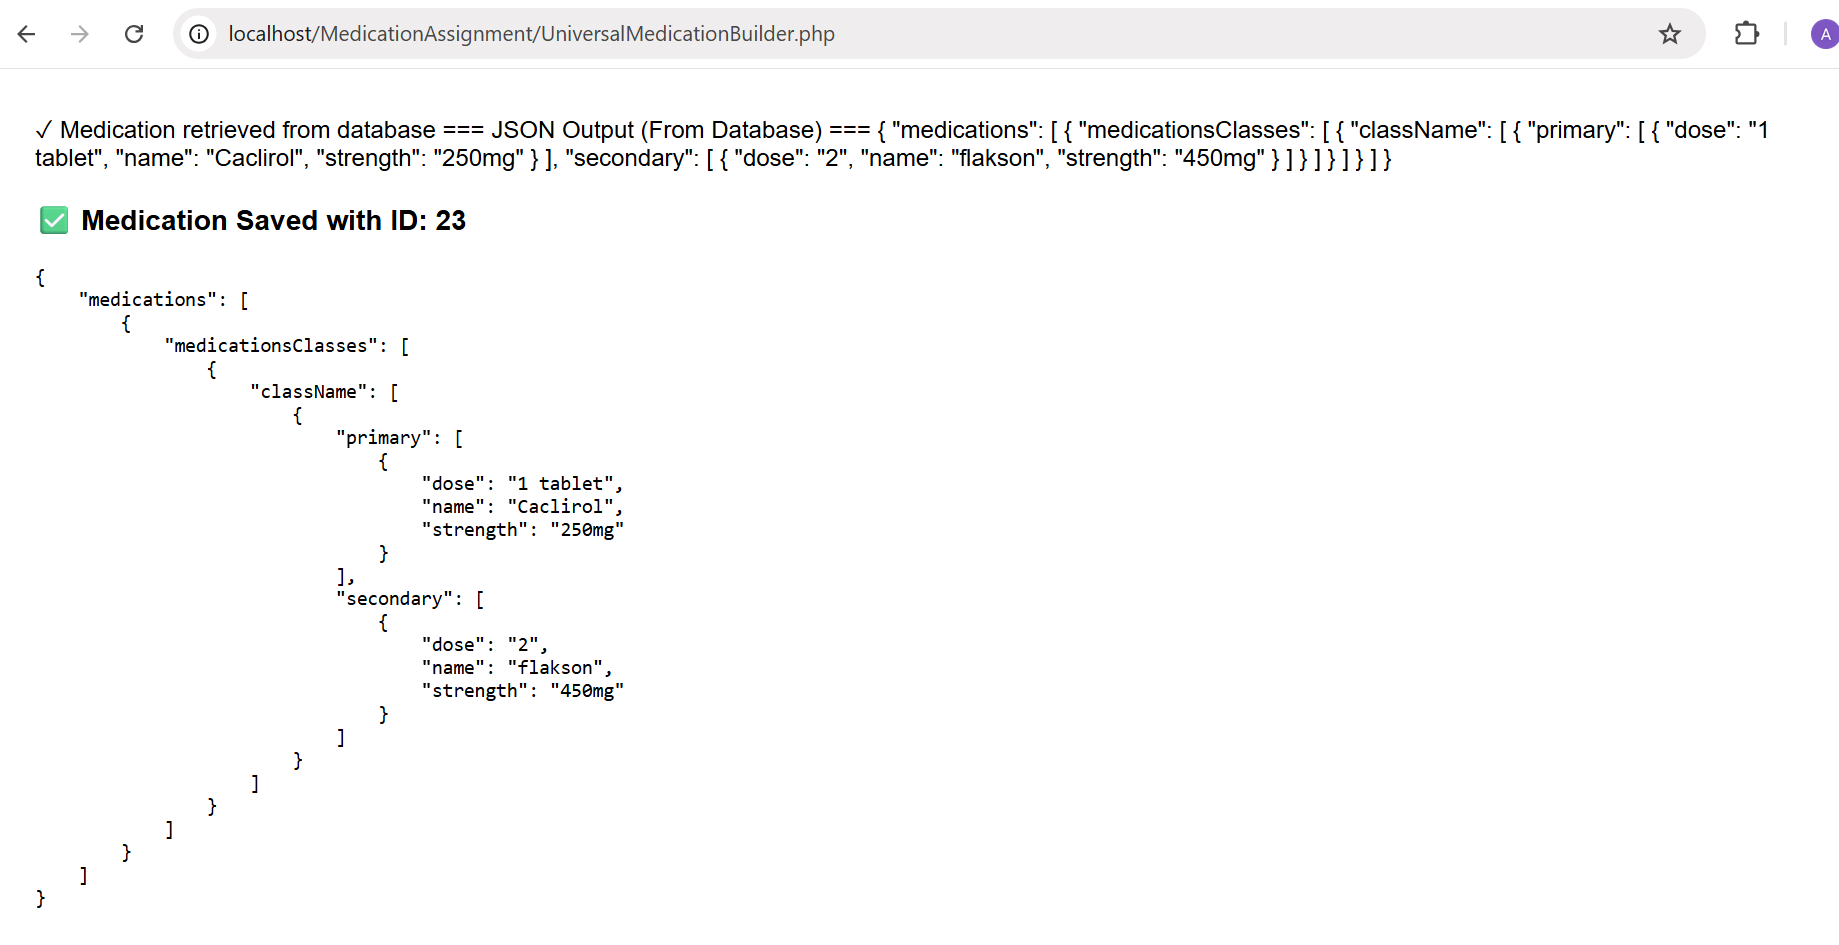 localhost/MedicationAssignment/UniversalMedicationBuilder.php
A
✓ Medication retrieved from database === JSON Output (From Database) === { "medications": [ { "medicationsClasses": [ { "className": [ { "primary": [ { "dose": "1
tablet", "name": "Caclirol", "strength": "250mg" } ], "secondary": [ { "dose": "2", "name": "flakson", "strength": "450mg" } ] } ] } ] } ] }
✅ Medication Saved with ID: 23
{
    "medications": [
        {
            "medicationsClasses": [
                {
                    "className": [
                        {
                            "primary": [
                                {
                                    "dose": "1 tablet",
                                    "name": "Caclirol",
                                    "strength": "250mg"
                                }
                            ],
                            "secondary": [
                                {
                                    "dose": "2",
                                    "name": "flakson",
                                    "strength": "450mg"
                                }
                            ]
                        }
                    ]
                }
            ]
        }
    ]
}